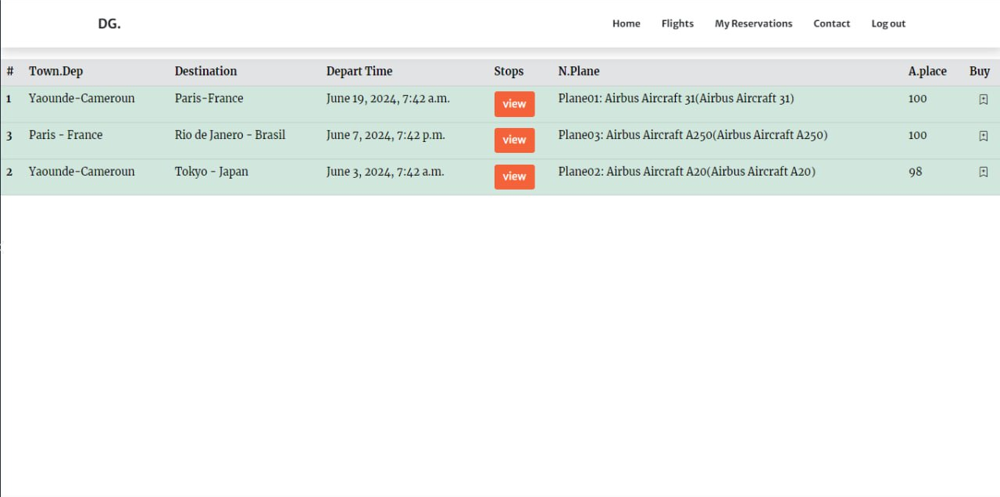 DG. Home Flights My Reservations Contact Log out
# Town.Dep Destination Depart Time Stops N.Plane A.place Buy
1 Yaounde-Cameroun Paris-France June 19, 2024, 7:42 a.m. view Plane01: Airbus Aircraft 31(Airbus Aircraft 31) 100
3 Paris - France Rio de Janero - Brasil June 7, 2024, 7:42 p.m. view Plane03: Airbus Aircraft A250(Airbus Aircraft A250) 100
2 Yaounde-Cameroun Tokyo - Japan June 3, 2024, 7:42 a.m. view Plane02: Airbus Aircraft A20(Airbus Aircraft A20) 98